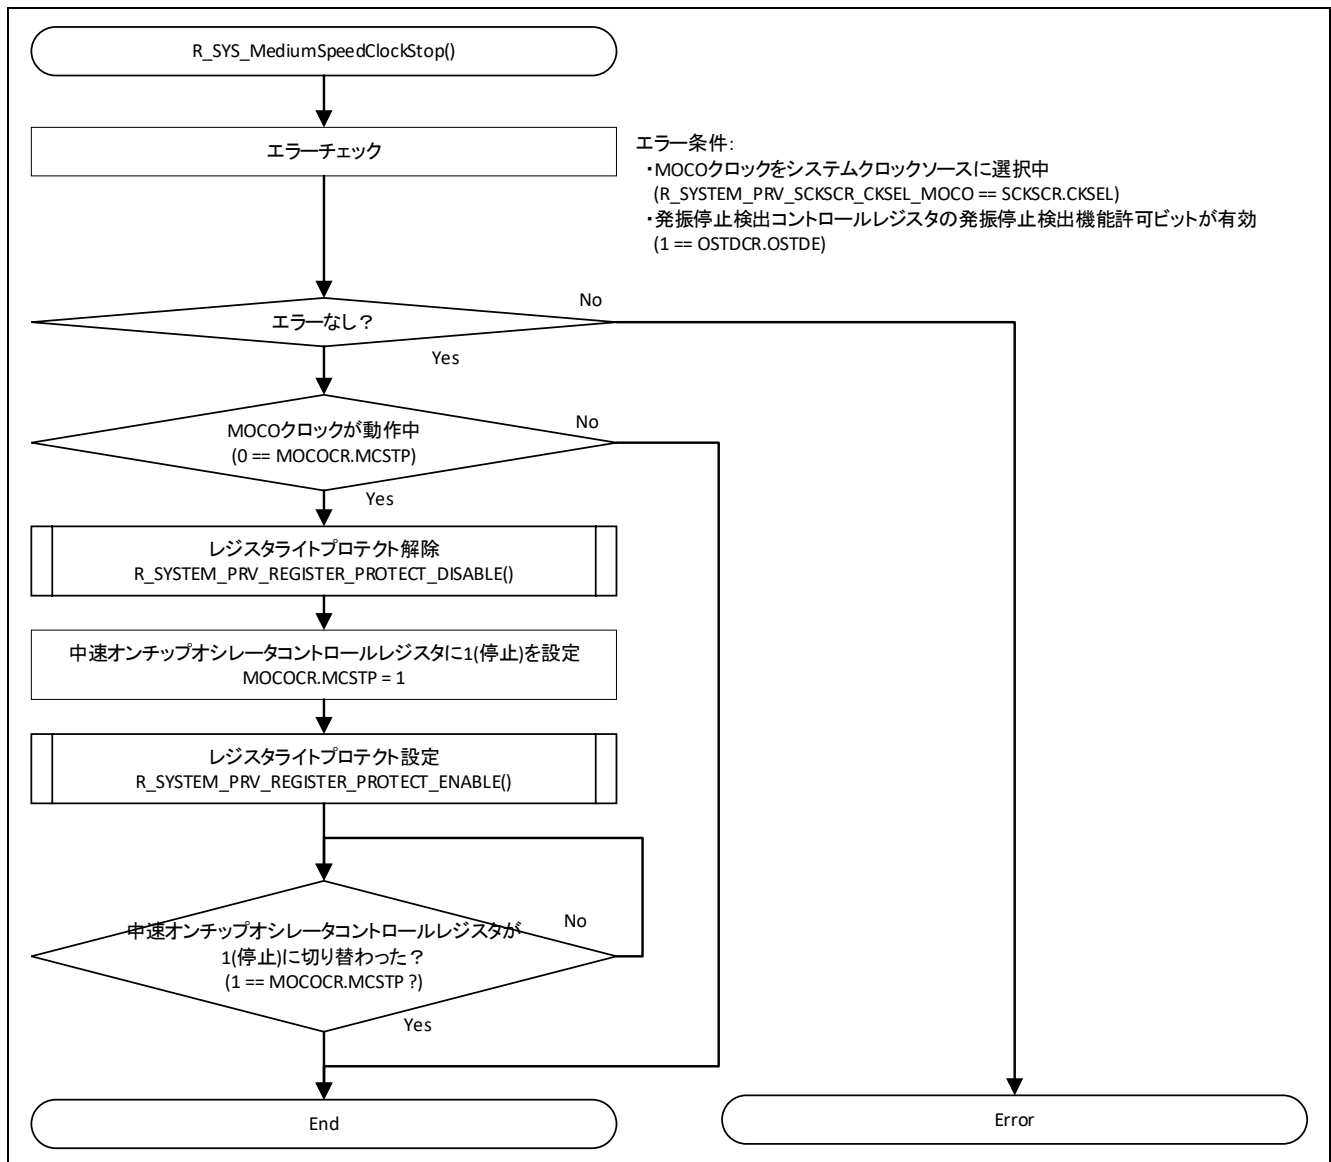 R_SYS_MediumSpeedClockStop()
エラーチェック
エラー条件:
・MOCOクロックをシステムクロックソースに選択中
(R_SYSTEM_PRV_SCKSCR_CKSEL_MOCO == SCKSCR.CKSEL)
・発振停止検出コントロールレジスタの発振停止検出機能許可ビットが有効
(1 == OSTDCR.OSTDE)
エラーなし？
No
Yes
MOCOクロックが動作中
(0 == MOCOCR.MCSTP)
No
Yes
レジスタライトプロテクト解除
R_SYSTEM_PRV_REGISTER_PROTECT_DISABLE()
中速オンチップオシレータコントロールレジスタに1(停止)を設定
MOCOCR.MCSTP = 1
レジスタライトプロテクト設定
R_SYSTEM_PRV_REGISTER_PROTECT_ENABLE()
中速オンチップオシレータコントロールレジスタが
1(停止)に切り替わった？
(1 == MOCOCR.MCSTP ?)
No
Yes
End
Error